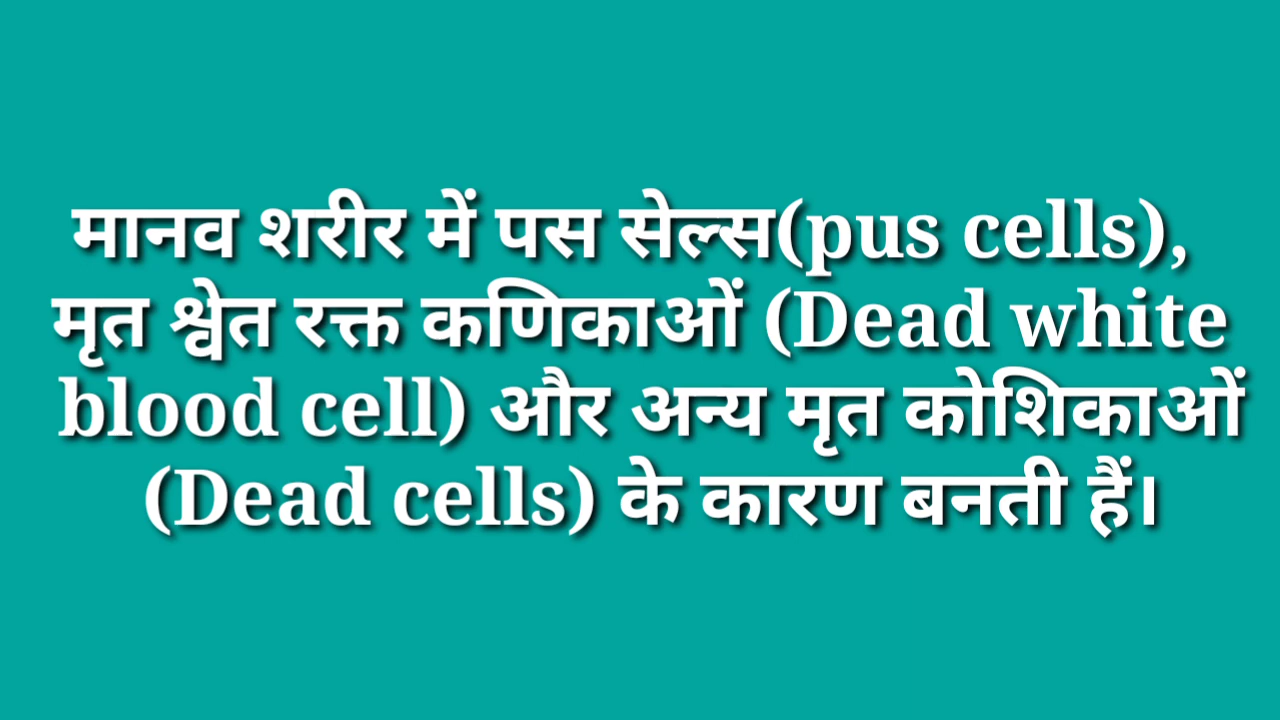 मानव शरीर में पस सेल्स(pus cells),
मृत श्वेत रक्त कणिकाओं (Dead white
blood cell) और अन्य मृत कोशिकाओं
(Dead cells) के कारण बनती हैं।